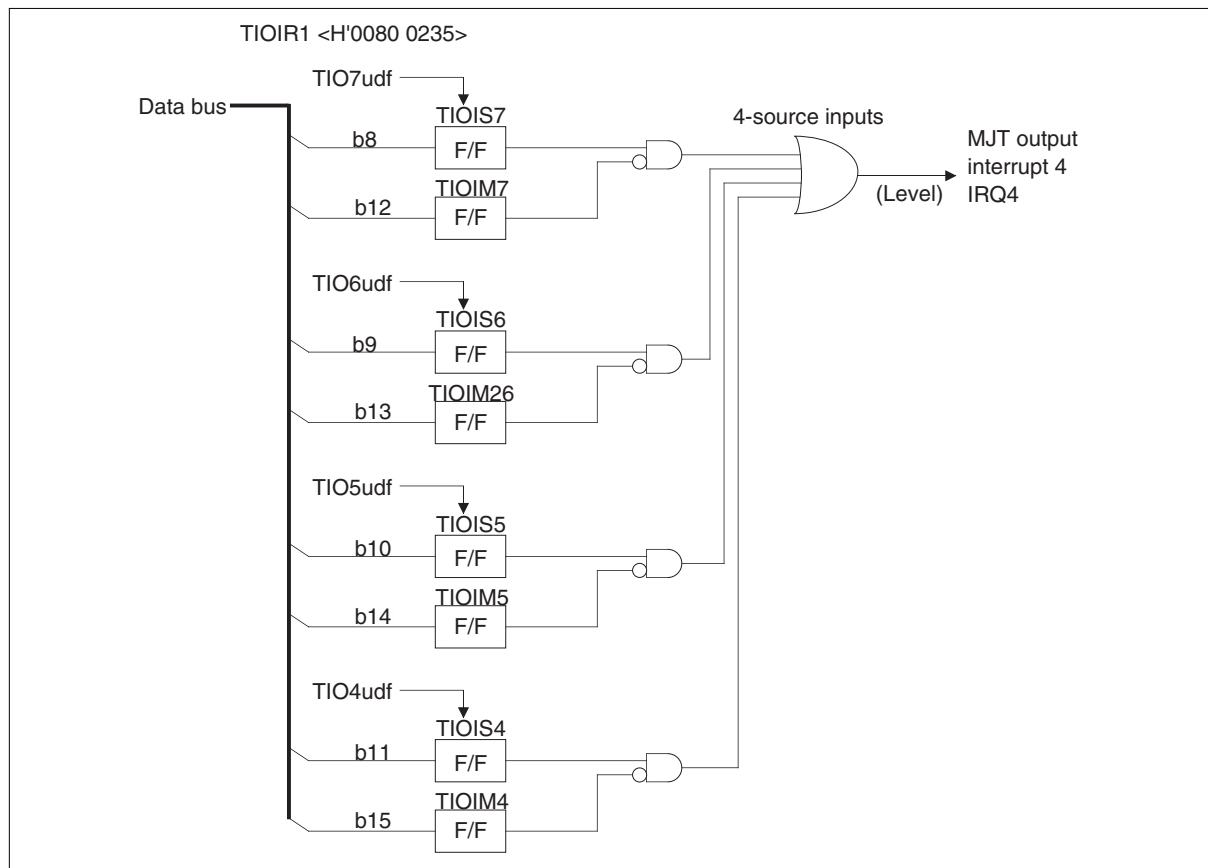 TIOIR1 <H'0080 0235>
TIO7udf
Data bus
TIOIS7
b8
F/F
TIOIM7
b12
F/F
4-source inputs
MJT output
interrupt 4
IRQ4
(Level)
TIO6udf
TIOIS6
b9
F/F
TIOIM26
b13
F/F
TIO5udf
TIOIS5
b10
F/F
TIOIM5
b14
F/F
TIO4udf
TIOIS4
b11
F/F
TIOIM4
b15
F/F